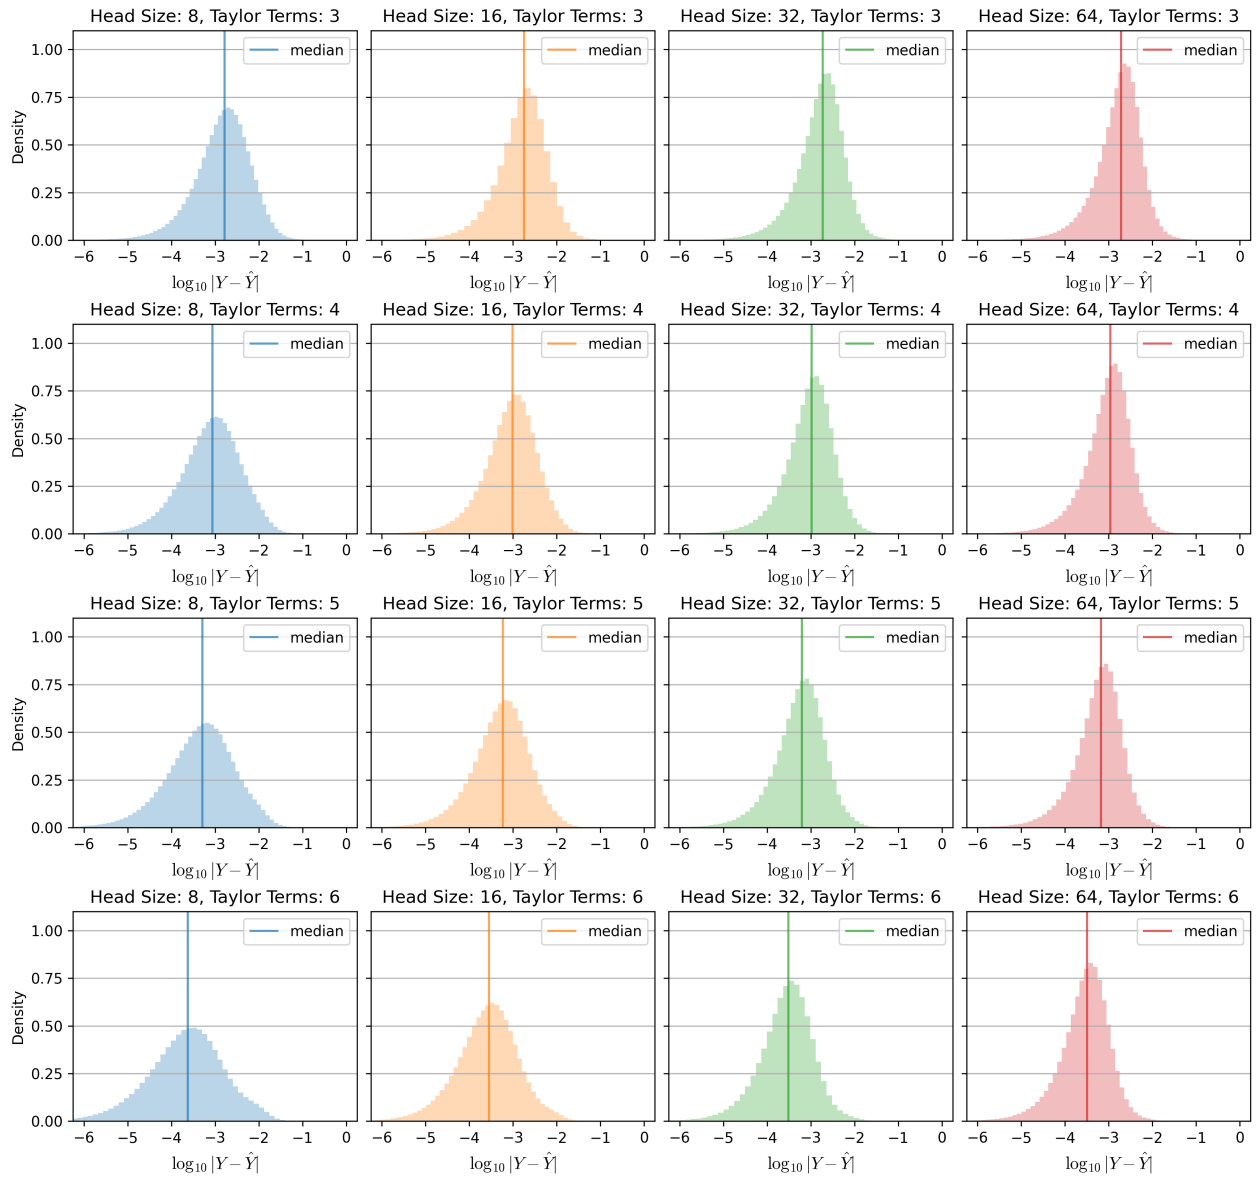 Head Size: 8, Taylor Terms: 3
Head Size: 16, Taylor Terms: 3
Head Size: 32, Taylor Terms: 3
Head Size: 64, Taylor Terms: 3
median
median
median
median
1.00
0.75
0.50
0.25
0.00
Density
−6 −5 −4 −3 −2 −1 0
−6 −5 −4 −3 −2 −1 0
−6 −5 −4 −3 −2 −1 0
−6 −5 −4 −3 −2 −1 0
log₁₀ |Y − Ŷ|
log₁₀ |Y − Ŷ|
log₁₀ |Y − Ŷ|
log₁₀ |Y − Ŷ|
Head Size: 8, Taylor Terms: 4
Head Size: 16, Taylor Terms: 4
Head Size: 32, Taylor Terms: 4
Head Size: 64, Taylor Terms: 4
median
median
median
median
1.00
0.75
0.50
0.25
0.00
Density
−6 −5 −4 −3 −2 −1 0
−6 −5 −4 −3 −2 −1 0
−6 −5 −4 −3 −2 −1 0
−6 −5 −4 −3 −2 −1 0
log₁₀ |Y − Ŷ|
log₁₀ |Y − Ŷ|
log₁₀ |Y − Ŷ|
log₁₀ |Y − Ŷ|
Head Size: 8, Taylor Terms: 5
Head Size: 16, Taylor Terms: 5
Head Size: 32, Taylor Terms: 5
Head Size: 64, Taylor Terms: 5
median
median
median
median
1.00
0.75
0.50
0.25
0.00
Density
−6 −5 −4 −3 −2 −1 0
−6 −5 −4 −3 −2 −1 0
−6 −5 −4 −3 −2 −1 0
−6 −5 −4 −3 −2 −1 0
log₁₀ |Y − Ŷ|
log₁₀ |Y − Ŷ|
log₁₀ |Y − Ŷ|
log₁₀ |Y − Ŷ|
Head Size: 8, Taylor Terms: 6
Head Size: 16, Taylor Terms: 6
Head Size: 32, Taylor Terms: 6
Head Size: 64, Taylor Terms: 6
median
median
median
median
1.00
0.75
0.50
0.25
0.00
Density
−6 −5 −4 −3 −2 −1 0
−6 −5 −4 −3 −2 −1 0
−6 −5 −4 −3 −2 −1 0
−6 −5 −4 −3 −2 −1 0
log₁₀ |Y − Ŷ|
log₁₀ |Y − Ŷ|
log₁₀ |Y − Ŷ|
log₁₀ |Y − Ŷ|